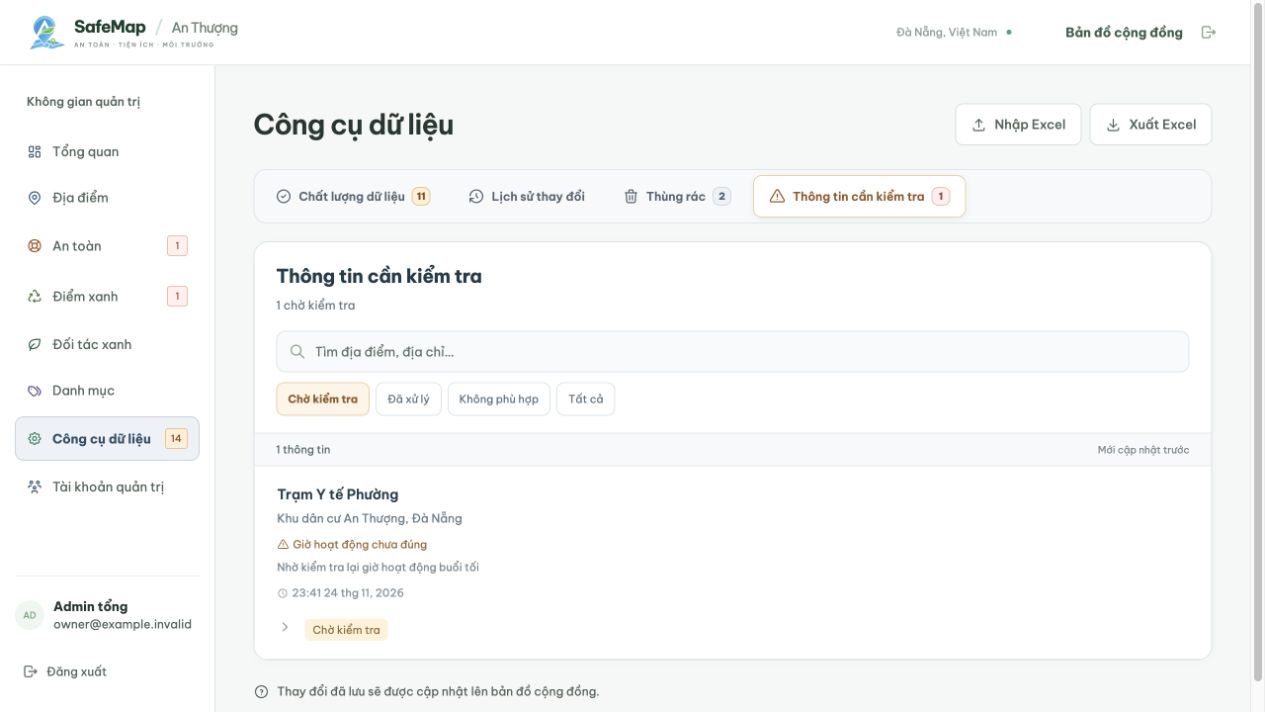 SafeMap / An Thượng
AN TOÀN · TIỆN ÍCH · MÔI TRƯỜNG
Đà Nẵng, Việt Nam
Bản đồ cộng đồng
Không gian quản trị
Tổng quan
Địa điểm
An toàn 1
Điểm xanh 1
Đối tác xanh
Danh mục
Công cụ dữ liệu 14
Tài khoản quản trị
AD
Admin tổng
owner@example.invalid
Đăng xuất
Công cụ dữ liệu
Nhập Excel
Xuất Excel
Chất lượng dữ liệu 11
Lịch sử thay đổi
Thùng rác 2
Thông tin cần kiểm tra 1
Thông tin cần kiểm tra
1 chờ kiểm tra
Tìm địa điểm, địa chỉ...
Chờ kiểm tra
Đã xử lý
Không phù hợp
Tất cả
1 thông tin
Mới cập nhật trước
Trạm Y tế Phường
Khu dân cư An Thượng, Đà Nẵng
Giờ hoạt động chưa đúng
Nhờ kiểm tra lại giờ hoạt động buổi tối
23:41 24 thg 11, 2026
Chờ kiểm tra
Thay đổi đã lưu sẽ được cập nhật lên bản đồ cộng đồng.